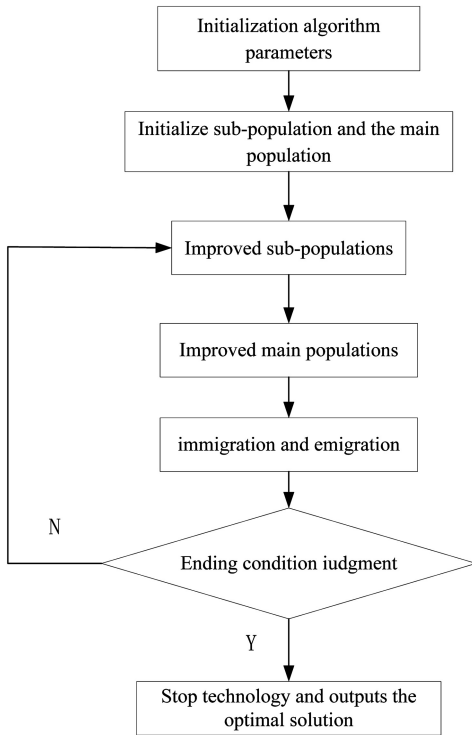 Initialization algorithm
parameters
Initialize sub-population and the main
population
Improved sub-populations
Improved main populations
immigration and emigration
N
Ending condition iudgment
Y
Stop technology and outputs the
optimal solution